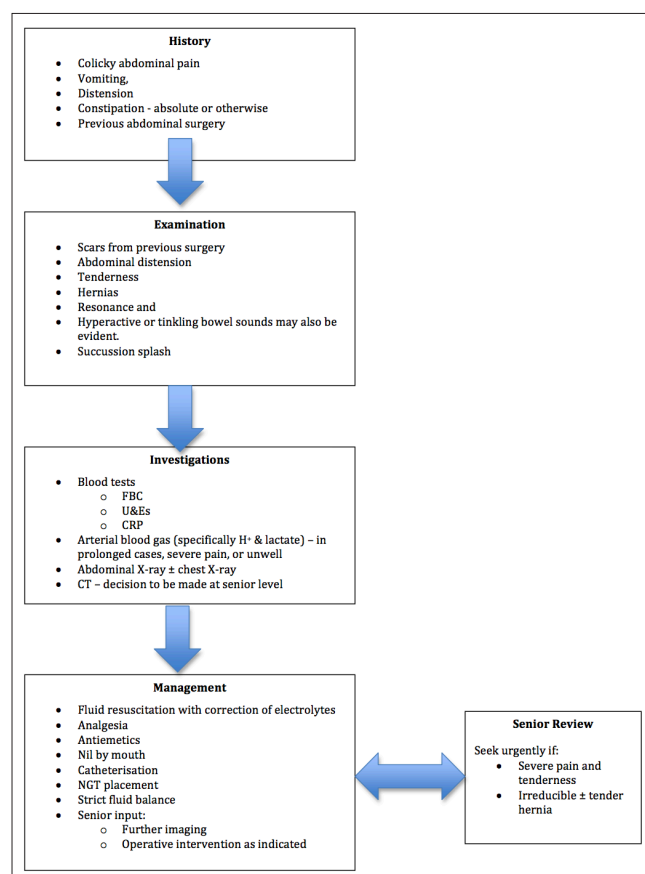 History
• Colicky abdominal pain
• Vomiting,
• Distension
• Constipation - absolute or otherwise
• Previous abdominal surgery
Examination
• Scars from previous surgery
• Abdominal distension
• Tenderness
• Hernias
• Resonance and
• Hyperactive or tinkling bowel sounds may also be
evident.
• Succussion splash
Investigations
• Blood tests
o FBC
o U&Es
o CRP
• Arterial blood gas (specifically H⁺ & lactate) – in
prolonged cases, severe pain, or unwell
• Abdominal X-ray ± chest X-ray
• CT – decision to be made at senior level
Management
• Fluid resuscitation with correction of electrolytes
• Analgesia
• Antiemetics
• Nil by mouth
• Catheterisation
• NGT placement
• Strict fluid balance
• Senior input:
o Further imaging
o Operative intervention as indicated
Senior Review
Seek urgently if:
• Severe pain and
tenderness
• Irreducible ± tender
hernia